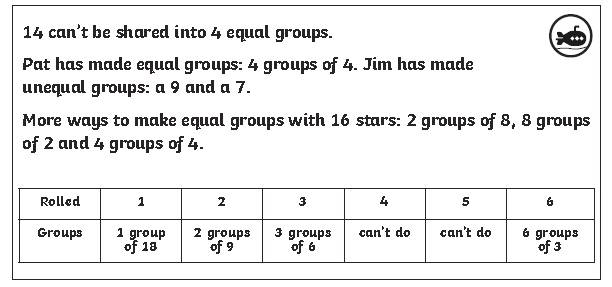 14 can't be shared into 4 equal groups.
Pat has made equal groups: 4 groups of 4. Jim has made
unequal groups: a 9 and a 7.
More ways to make equal groups with 16 stars: 2 groups of 8, 8 groups
of 2 and 4 groups of 4.
Rolled 1 2 3 4 5 6
Groups 1 group of 18 2 groups of 9 3 groups of 6 can't do can't do 6 groups of 3